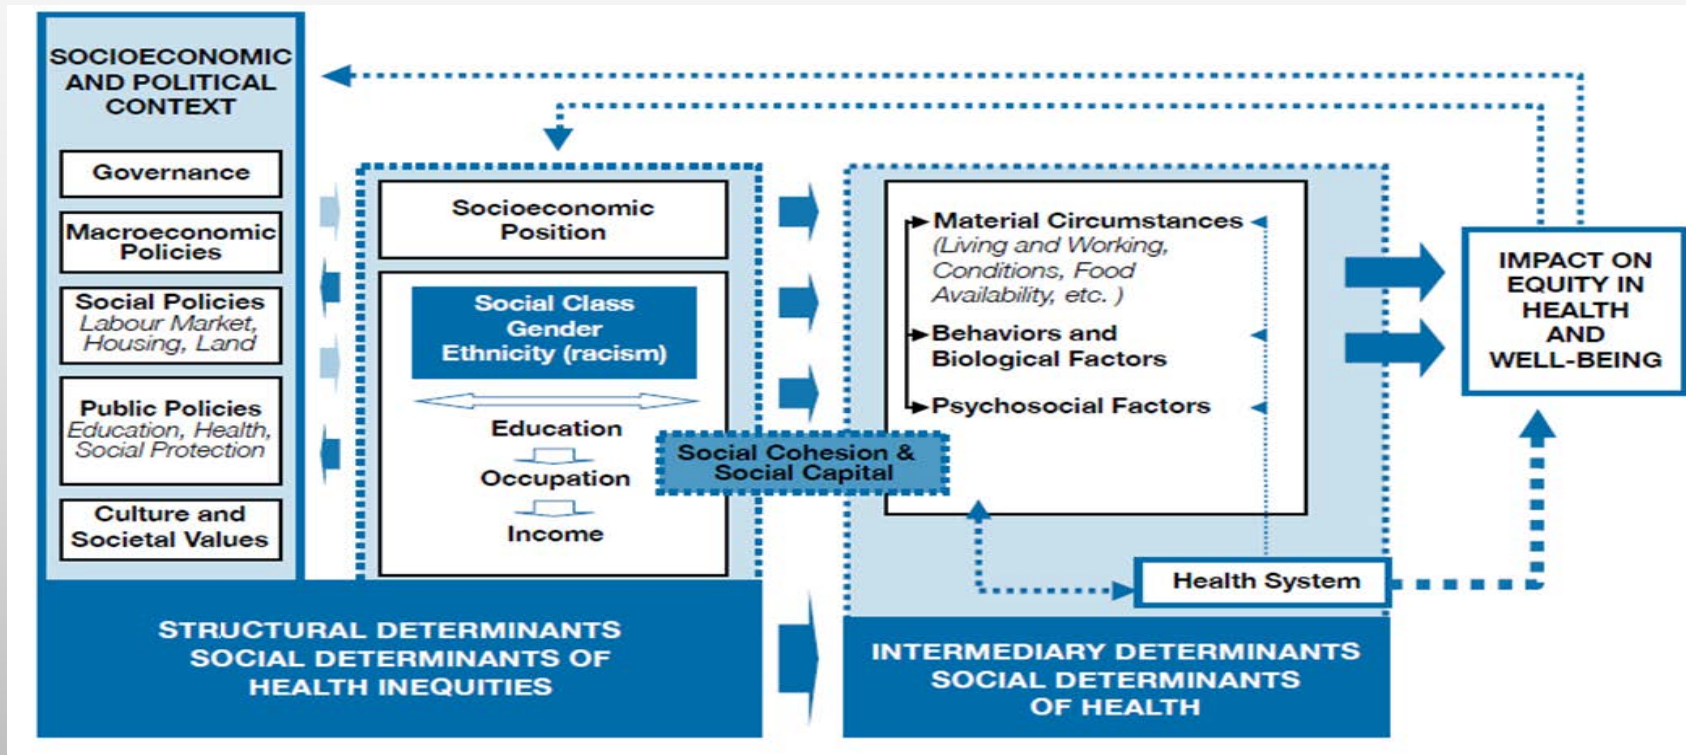 SOCIOECONOMIC
AND POLITICAL
CONTEXT
Governance
Macroeconomic
Policies
Social Policies
Labour Market,
Housing, Land
Public Policies
Education, Health,
Social Protection
Culture and
Societal Values
Socioeconomic
Position
Social Class
Gender
Ethnicity (racism)
Education
Occupation
Income
Social Cohesion &
Social Capital
Material Circumstances
(Living and Working,
Conditions, Food
Availability, etc. )
Behaviors and
Biological Factors
Psychosocial Factors
Health System
IMPACT ON
EQUITY IN
HEALTH
AND
WELL-BEING
STRUCTURAL DETERMINANTS
SOCIAL DETERMINANTS OF
HEALTH INEQUITIES
INTERMEDIARY DETERMINANTS
SOCIAL DETERMINANTS
OF HEALTH